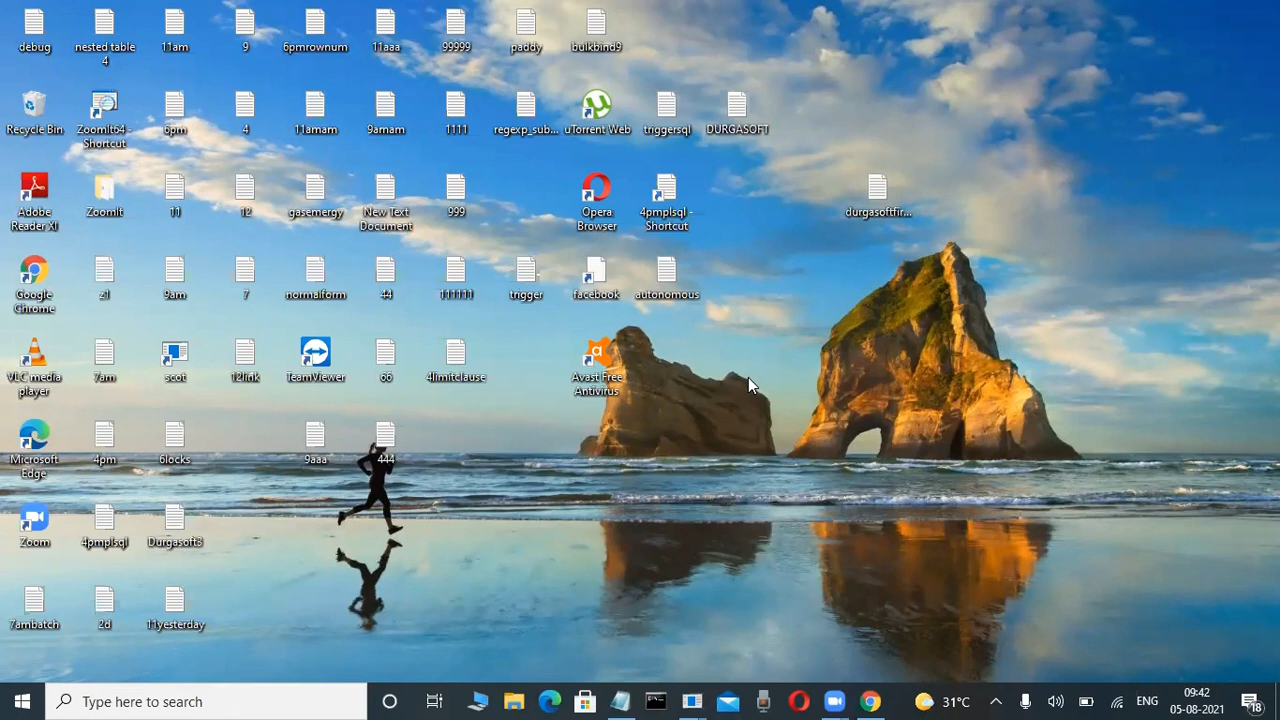 debug
nested table
4
11am
9
6pmrownum
11aaa
99999
paddy
bulkbind9
Recycle Bin
ZoomIt64 -
Shortcut
6pm
4
11amam
9amam
1111
regexp_sub...
uTorrent Web
triggersql
DURGASOFT
Adobe
Reader XI
ZoomIt
11
12
gasemergy
New Text
Document
999
Opera
Browser
4pmplsql -
Shortcut
durgasoftfir...
Google
Chrome
z1
9am
7
normalform
44
111111
trigger
facebook
autonomous
VLC media
player
7am
scot
12link
TeamViewer
66
4limitclause
Avast Free
Antivirus
Microsoft
Edge
4pm
6locks
9aaa
444
Zoom
4pmplsql
Durgasoft3
7ambatch
2d
11yesterday
Type here to search
31°C
ENG
09:42
05-08-2021
18